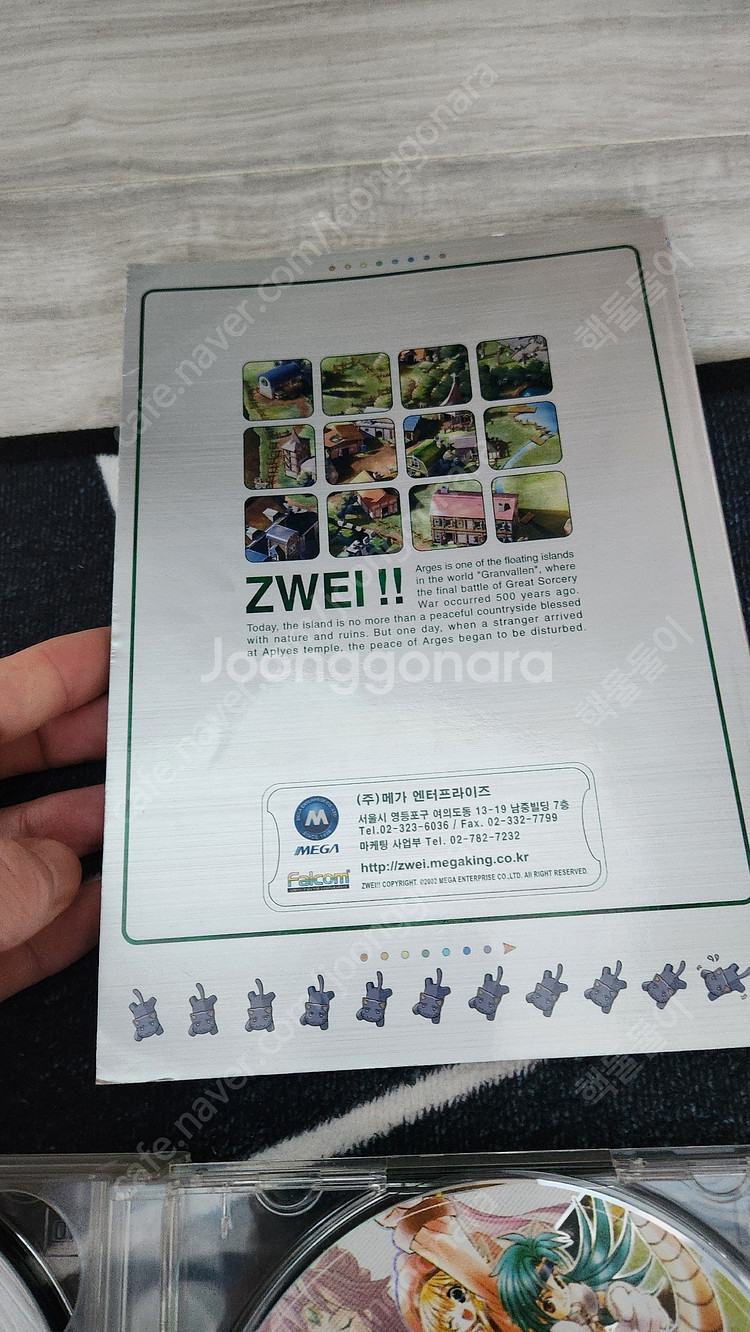 ZWEI !!
Arges is one of the floating islands
in the world "Granvallen", where
the final battle of Great Sorcery
War occurred 500 years ago.
Today, the island is no more than a peaceful countryside blessed
with nature and ruins. But one day, when a stranger arrived
at Aplyes temple, the peace of Arges began to be disturbed.
Joonggonara
cafe.naver.com/joonggonara
핵돌돌이
M
MEGA
Falcom
(주)메가 엔터프라이즈
서울시 영등포구 여의도동 13-19 남중빌딩 7층
Tel.02-323-6036 / Fax. 02-332-7799
마케팅 사업부 Tel. 02-782-7232
http://zwei.megaking.co.kr
ZWEI!! COPYRIGHT. ©2002 MEGA ENTERPRISE CO.,LTD. All RIGHT RESERVED.